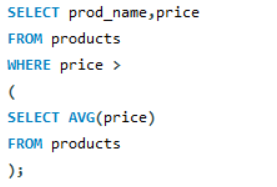 SELECT prod_name,price
FROM products
WHERE price >
(
SELECT AVG(price)
FROM products
);